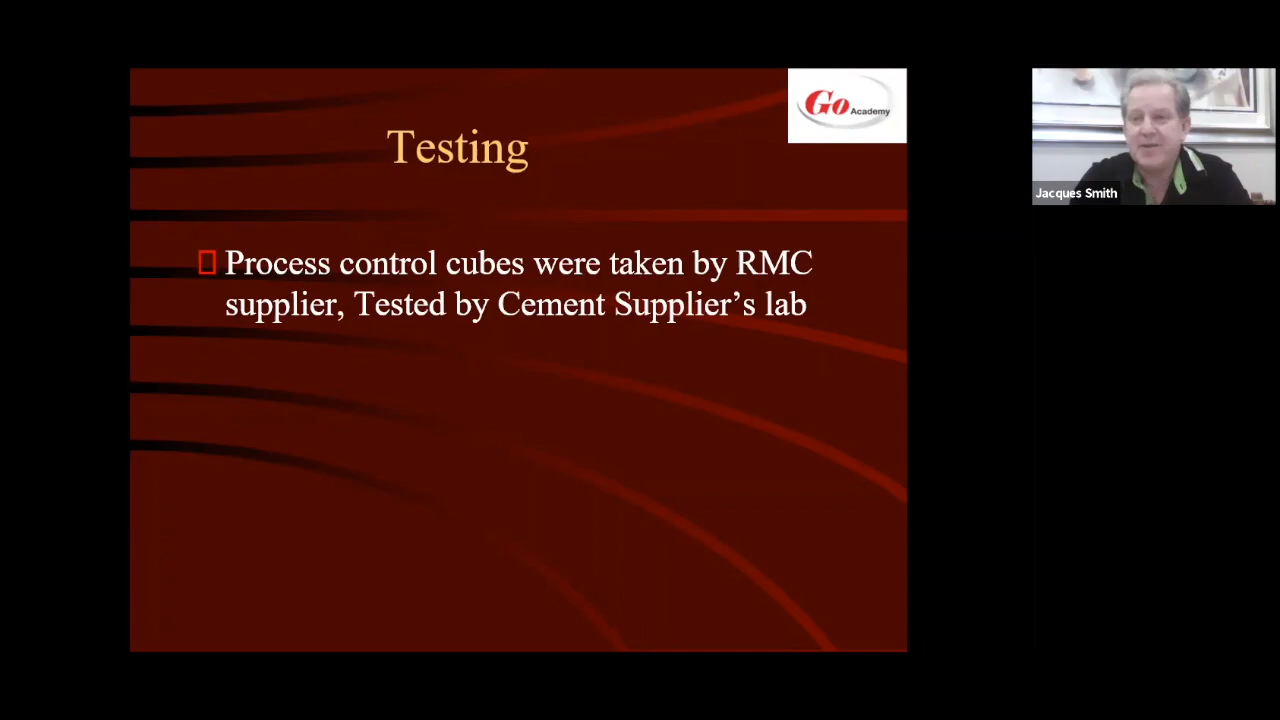 Go Academy
Testing
Process control cubes were taken by RMC
supplier, Tested by Cement Supplier’s lab
Jacques Smith